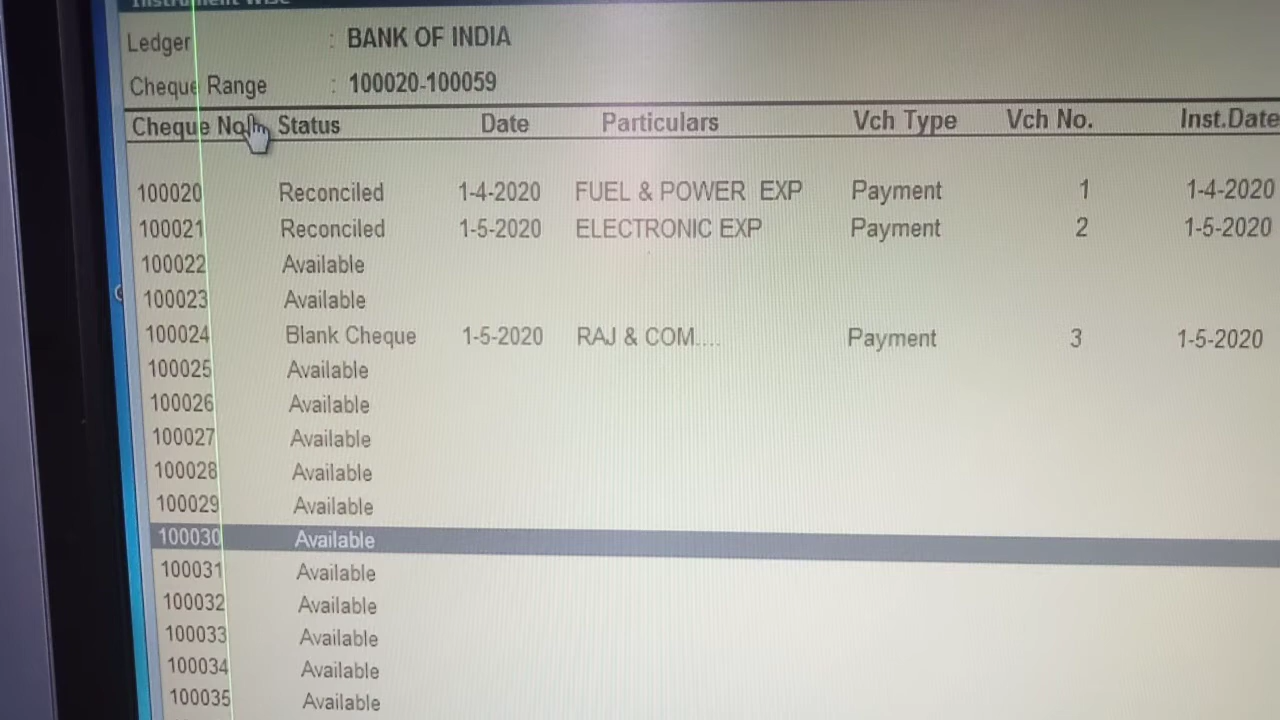 Instrument Wise
Ledger : BANK OF INDIA
Cheque Range : 100020-100059
Cheque No. Status Date Particulars Vch Type Vch No. Inst.Date
100020 Reconciled 1-4-2020 FUEL & POWER EXP Payment 1 1-4-2020
100021 Reconciled 1-5-2020 ELECTRONIC EXP Payment 2 1-5-2020
100022 Available
100023 Available
100024 Blank Cheque 1-5-2020 RAJ & COM.... Payment 3 1-5-2020
100025 Available
100026 Available
100027 Available
100028 Available
100029 Available
100030 Available
100031 Available
100032 Available
100033 Available
100034 Available
100035 Available